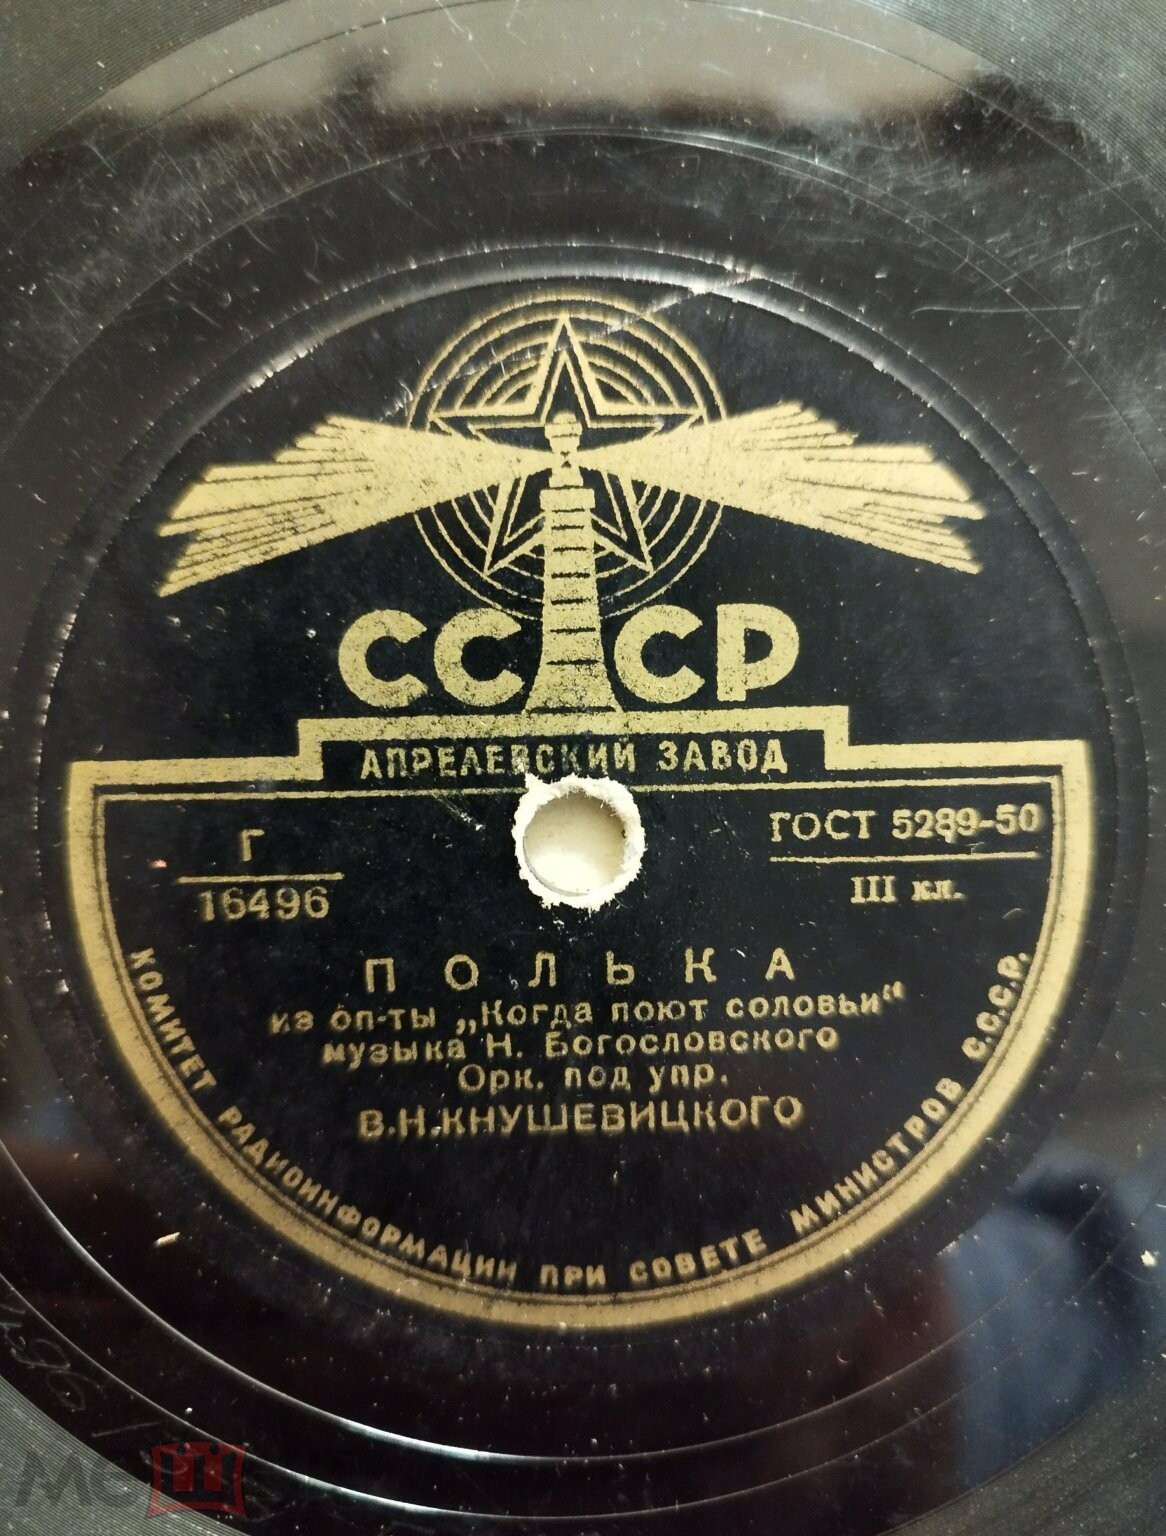 СССР
АПРЕЛЕВСКИЙ ЗАВОД
Г
16496
ГОСТ 5289-50
III кл.
ПОЛЬКА
из оп-ты „Когда поют соловьи“
музыка Н. Богословского
Орк. под упр.
В.Н.КНУШЕВИЦКОГО
КОМИТЕТ РАДИОИНФОРМАЦИИ ПРИ СОВЕТЕ МИНИСТРОВ С.С.С.Р.